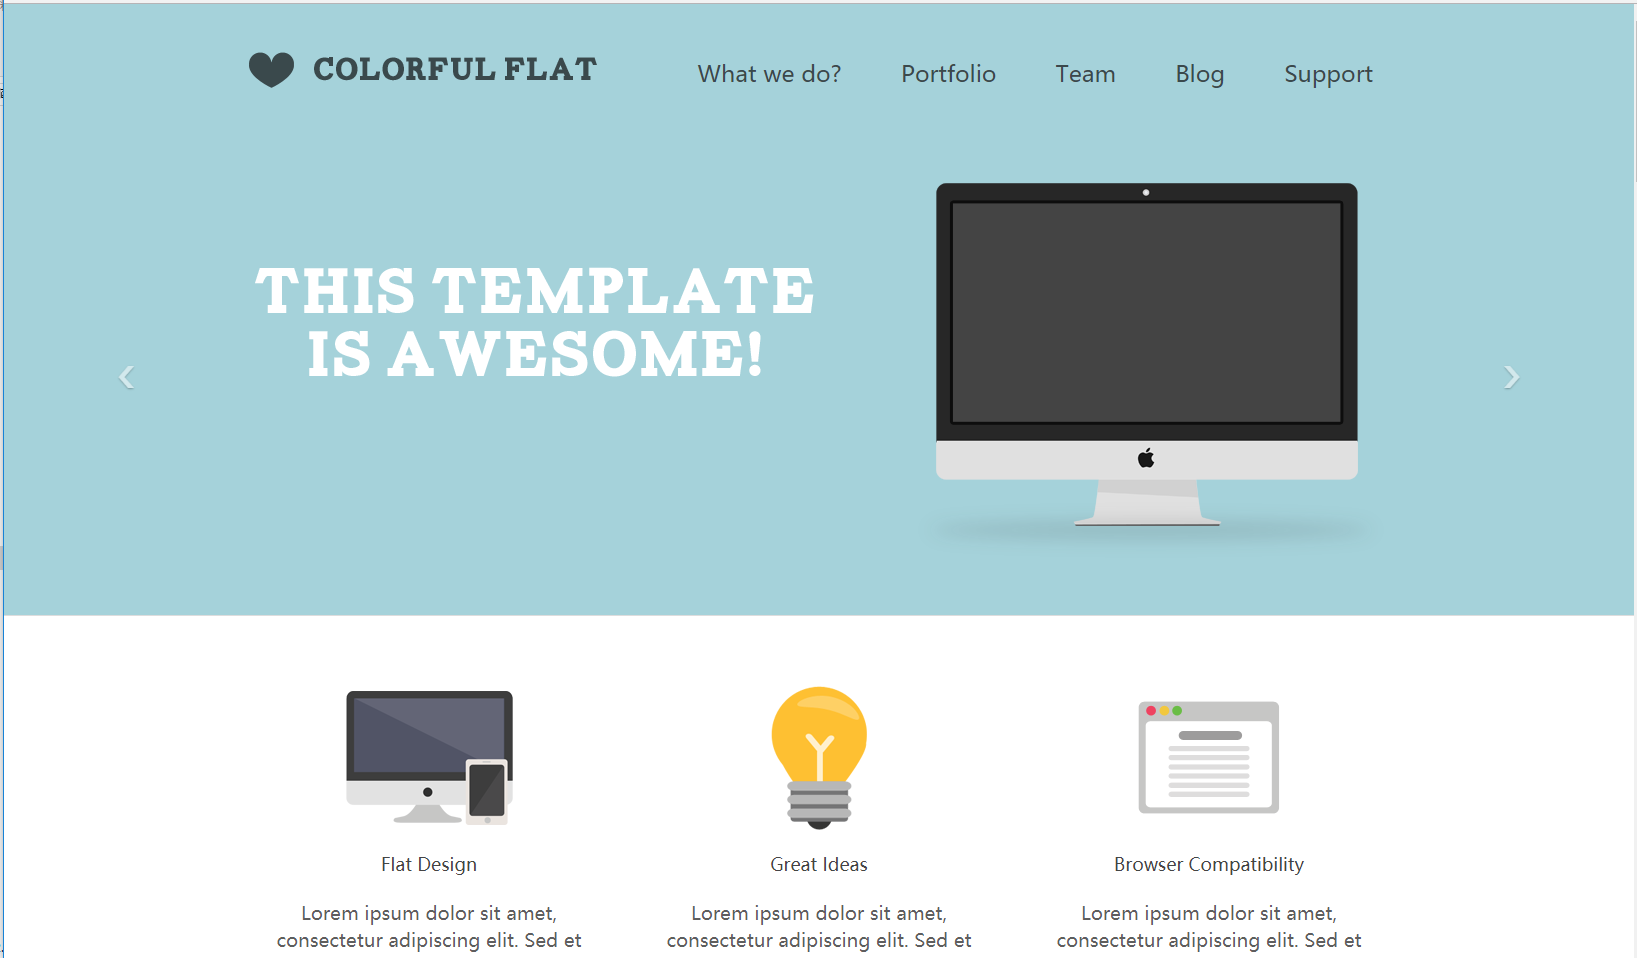 COLORFUL FLAT
What we do?
Portfolio
Team
Blog
Support
THIS TEMPLATE
IS AWESOME!
Flat Design
Great Ideas
Browser Compatibility
Lorem ipsum dolor sit amet,
consectetur adipiscing elit. Sed et
Lorem ipsum dolor sit amet,
consectetur adipiscing elit. Sed et
Lorem ipsum dolor sit amet,
consectetur adipiscing elit. Sed et